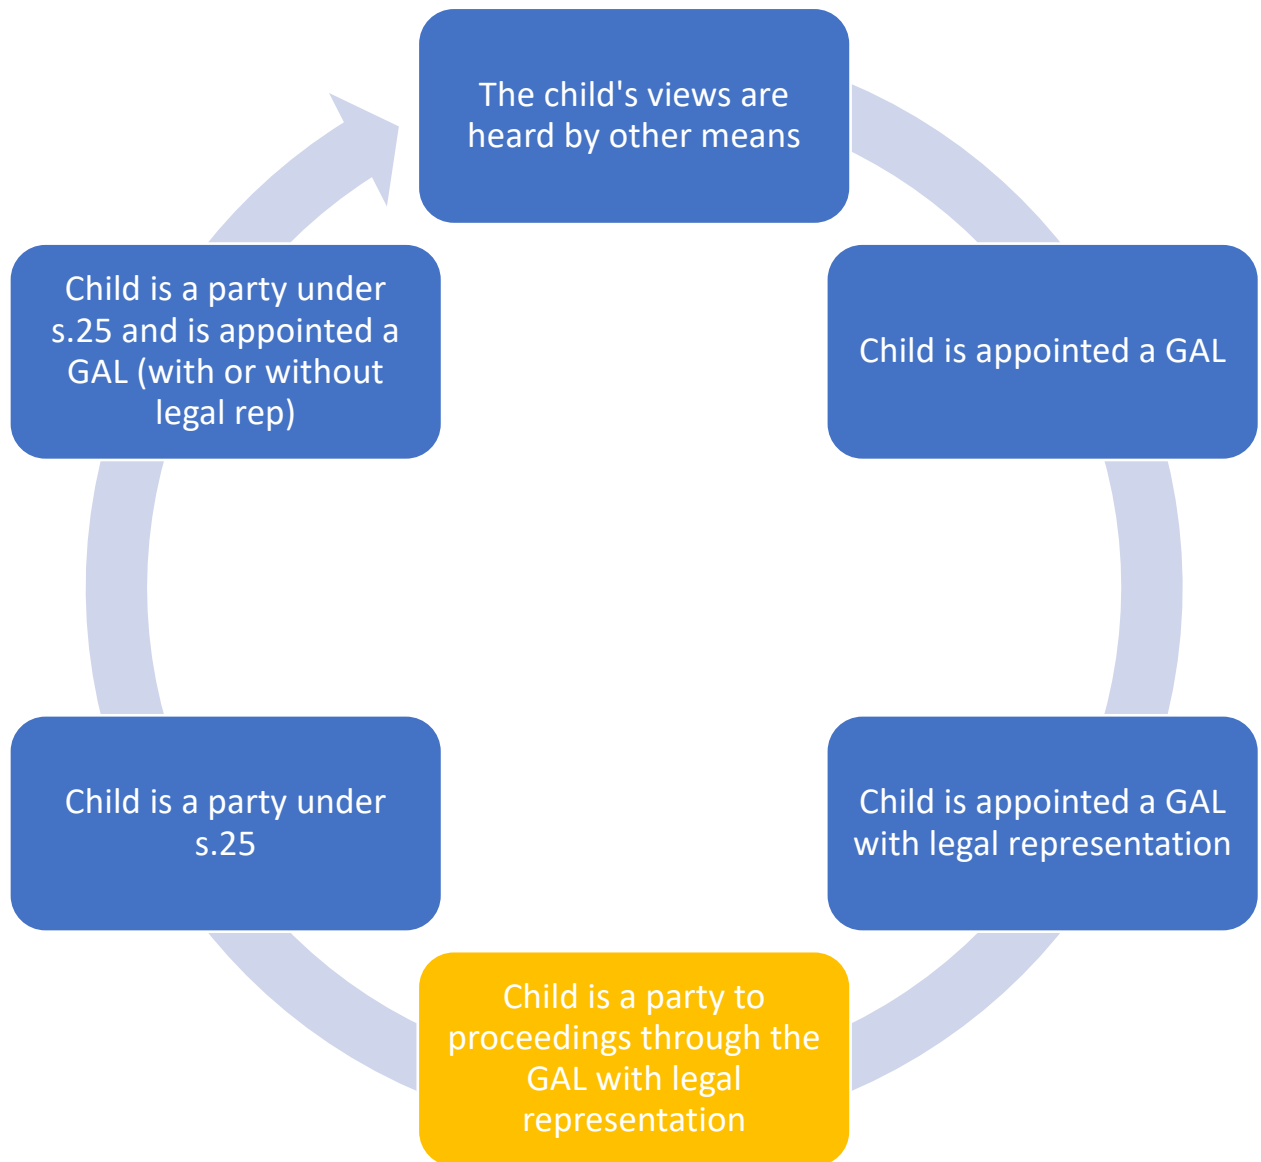 The child's views are
heard by other means
Child is appointed a GAL
Child is appointed a GAL
with legal representation
Child is a party to
proceedings through the
GAL with legal
representation
Child is a party under
s.25
Child is a party under
s.25 and is appointed a
GAL (with or without
legal rep)